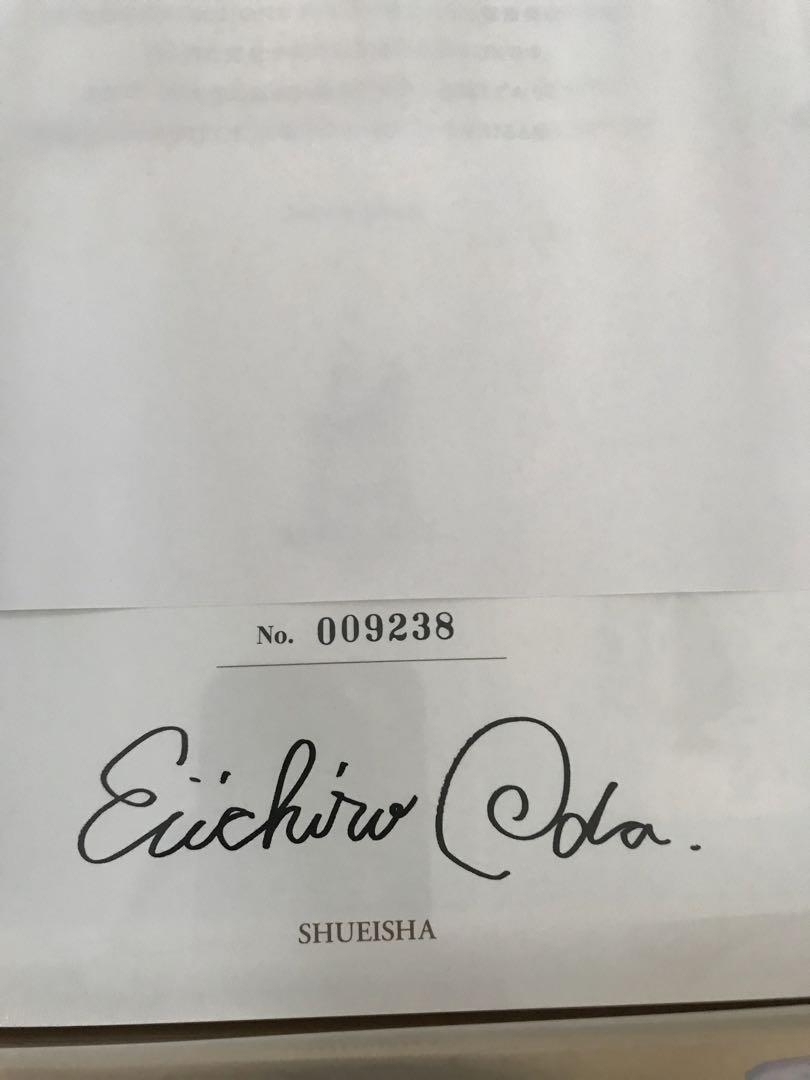 No. 009238
Eiichiro Oda.
SHUEISHA